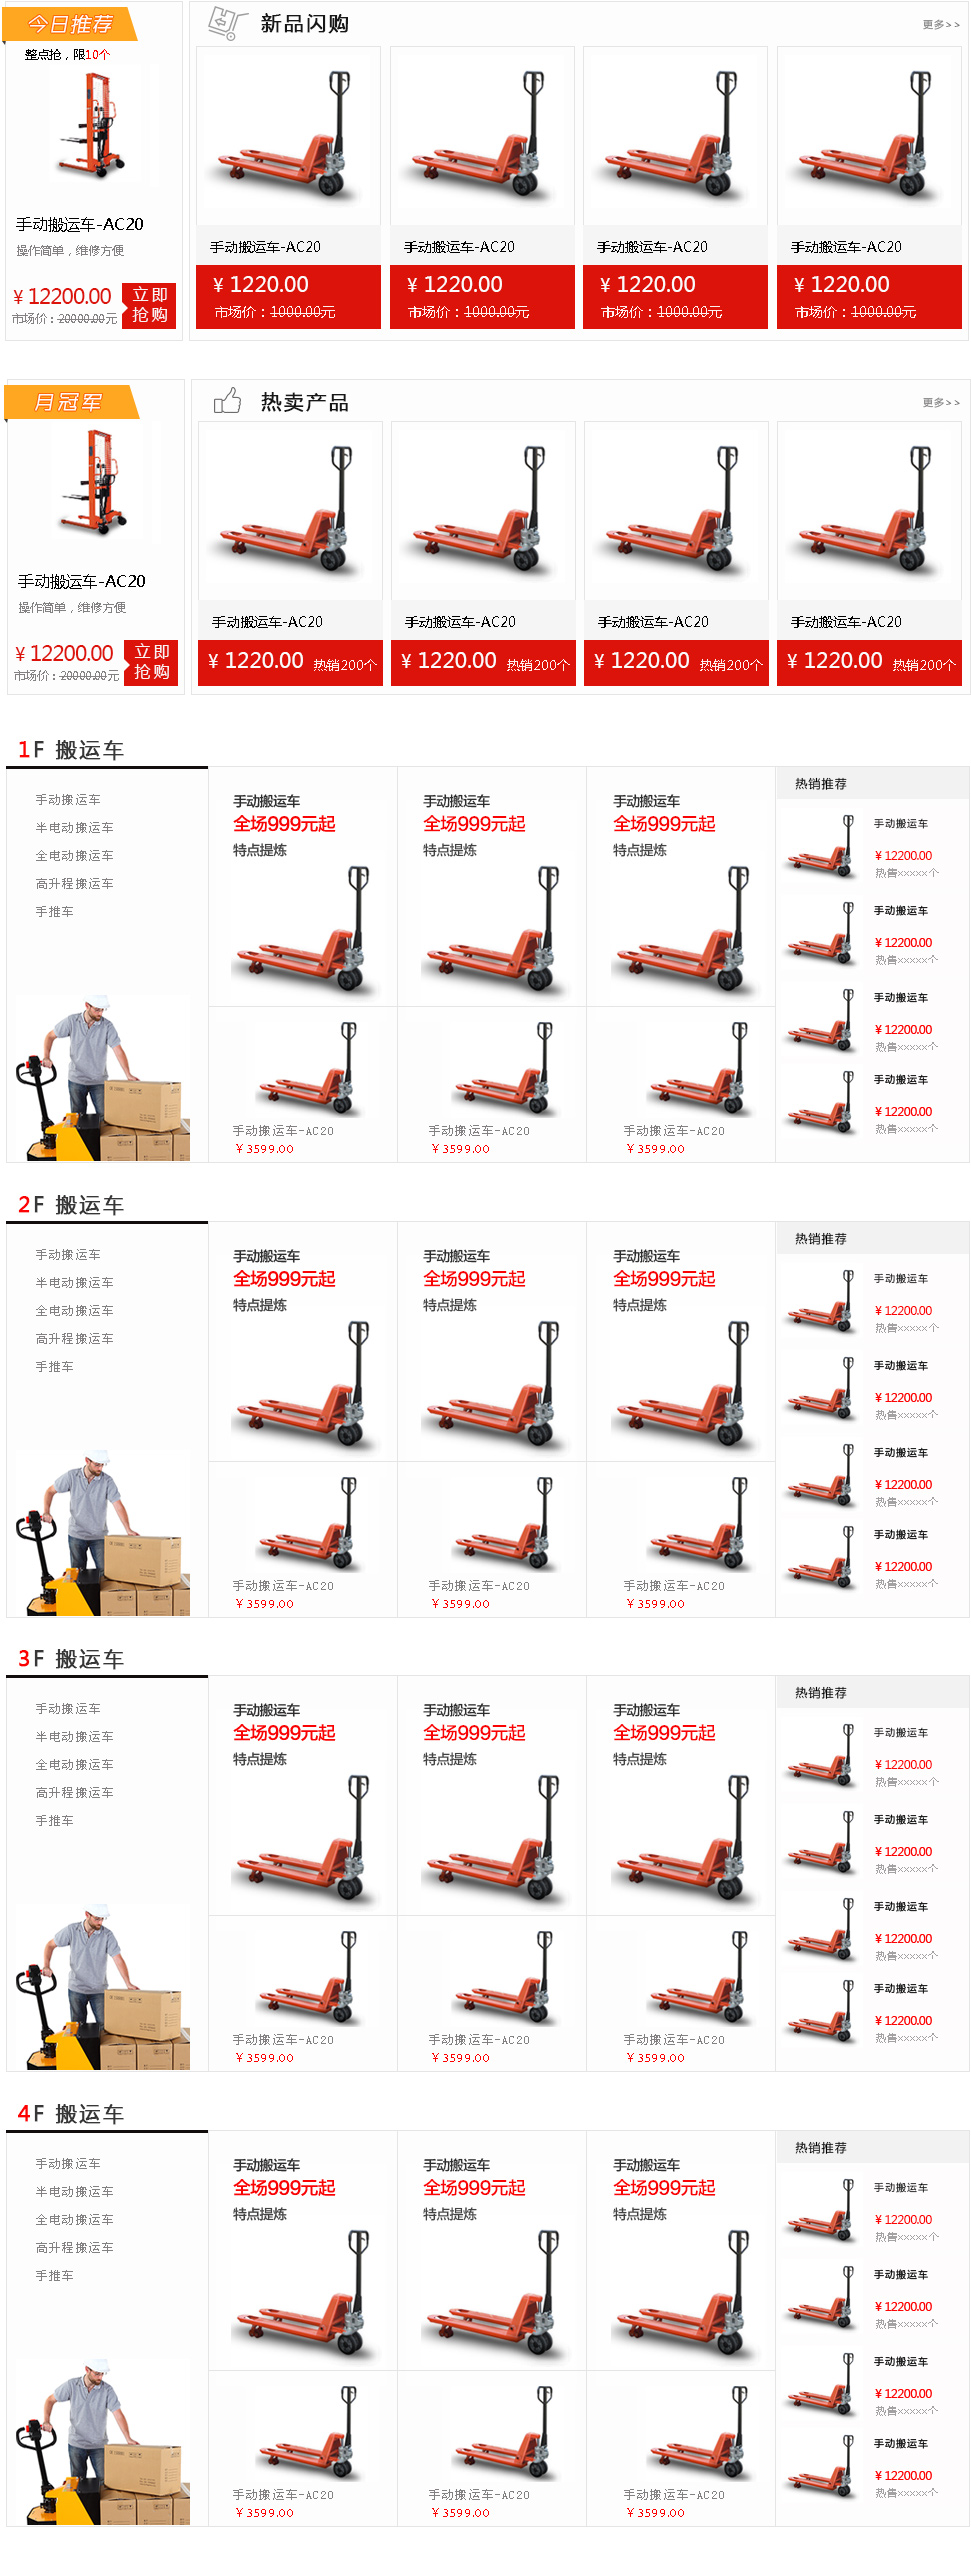 今日推荐
整点抢，限10个
手动搬运车-AC20
操作简单，维修方便
¥ 12200.00
市场价：20000.00元
立即
抢购
新品闪购
更多>>
手动搬运车-AC20
¥ 1220.00
市场价：1000.00元
手动搬运车-AC20
¥ 1220.00
市场价：1000.00元
手动搬运车-AC20
¥ 1220.00
市场价：1000.00元
手动搬运车-AC20
¥ 1220.00
市场价：1000.00元
月冠军
手动搬运车-AC20
操作简单，维修方便
¥ 12200.00
市场价：20000.00元
立即
抢购
热卖产品
更多>>
手动搬运车-AC20
¥ 1220.00 热销200个
手动搬运车-AC20
¥ 1220.00 热销200个
手动搬运车-AC20
¥ 1220.00 热销200个
手动搬运车-AC20
¥ 1220.00 热销200个
1F 搬运车
手动搬运车
半电动搬运车
全电动搬运车
高升程搬运车
手推车
手动搬运车
全场999元起
特点提炼
手动搬运车
全场999元起
特点提炼
手动搬运车
全场999元起
特点提炼
手动搬运车-AC20
¥3599.00
手动搬运车-AC20
¥3599.00
手动搬运车-AC20
¥3599.00
热销推荐
手动搬运车
¥ 12200.00
热售xxxxx个
手动搬运车
¥ 12200.00
热售xxxxx个
手动搬运车
¥ 12200.00
热售xxxxx个
手动搬运车
¥ 12200.00
热售xxxxx个
2F 搬运车
手动搬运车
半电动搬运车
全电动搬运车
高升程搬运车
手推车
手动搬运车
全场999元起
特点提炼
手动搬运车
全场999元起
特点提炼
手动搬运车
全场999元起
特点提炼
手动搬运车-AC20
¥3599.00
手动搬运车-AC20
¥3599.00
手动搬运车-AC20
¥3599.00
热销推荐
手动搬运车
¥ 12200.00
热售xxxxx个
手动搬运车
¥ 12200.00
热售xxxxx个
手动搬运车
¥ 12200.00
热售xxxxx个
手动搬运车
¥ 12200.00
热售xxxxx个
3F 搬运车
手动搬运车
半电动搬运车
全电动搬运车
高升程搬运车
手推车
手动搬运车
全场999元起
特点提炼
手动搬运车
全场999元起
特点提炼
手动搬运车
全场999元起
特点提炼
手动搬运车-AC20
¥3599.00
手动搬运车-AC20
¥3599.00
手动搬运车-AC20
¥3599.00
热销推荐
手动搬运车
¥ 12200.00
热售xxxxx个
手动搬运车
¥ 12200.00
热售xxxxx个
手动搬运车
¥ 12200.00
热售xxxxx个
手动搬运车
¥ 12200.00
热售xxxxx个
4F 搬运车
手动搬运车
半电动搬运车
全电动搬运车
高升程搬运车
手推车
手动搬运车
全场999元起
特点提炼
手动搬运车
全场999元起
特点提炼
手动搬运车
全场999元起
特点提炼
手动搬运车-AC20
¥3599.00
手动搬运车-AC20
¥3599.00
手动搬运车-AC20
¥3599.00
热销推荐
手动搬运车
¥ 12200.00
热售xxxxx个
手动搬运车
¥ 12200.00
热售xxxxx个
手动搬运车
¥ 12200.00
热售xxxxx个
手动搬运车
¥ 12200.00
热售xxxxx个